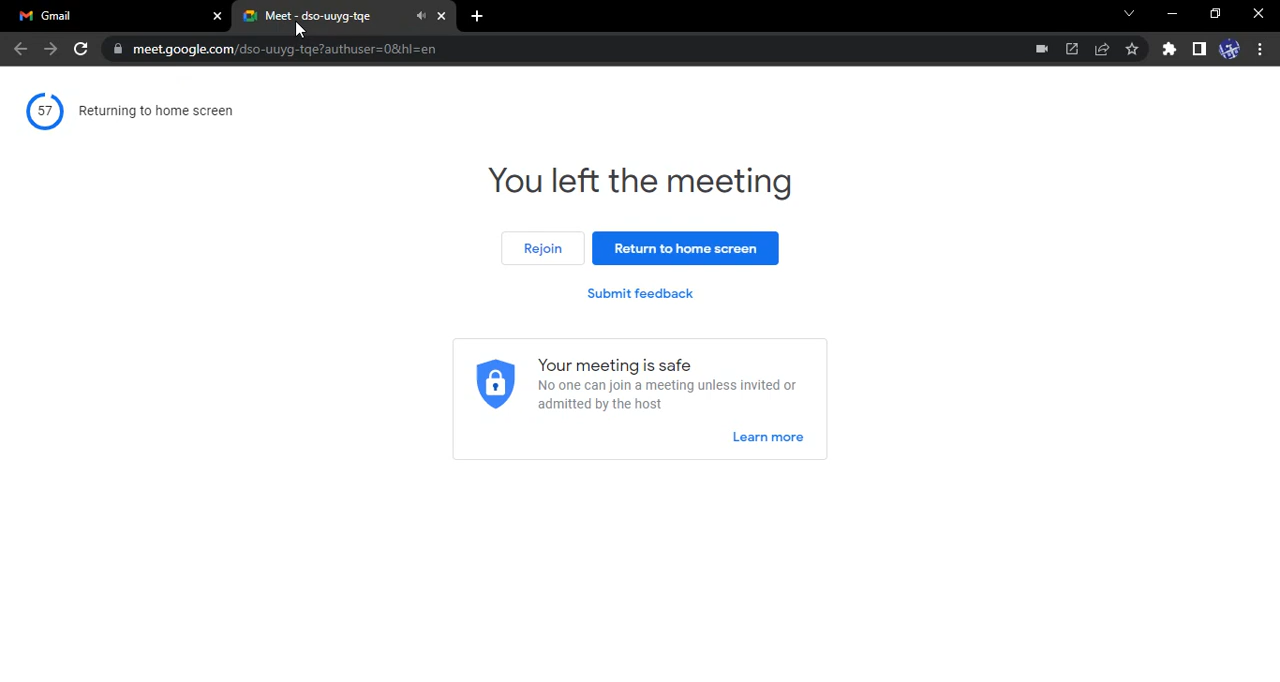 Gmail
Meet - dso-uuyg-tqe
meet.google.com/dso-uuyg-tqe?authuser=0&hl=en
57 Returning to home screen
You left the meeting
Rejoin Return to home screen
Submit feedback
Your meeting is safe
No one can join a meeting unless invited or
admitted by the host
Learn more